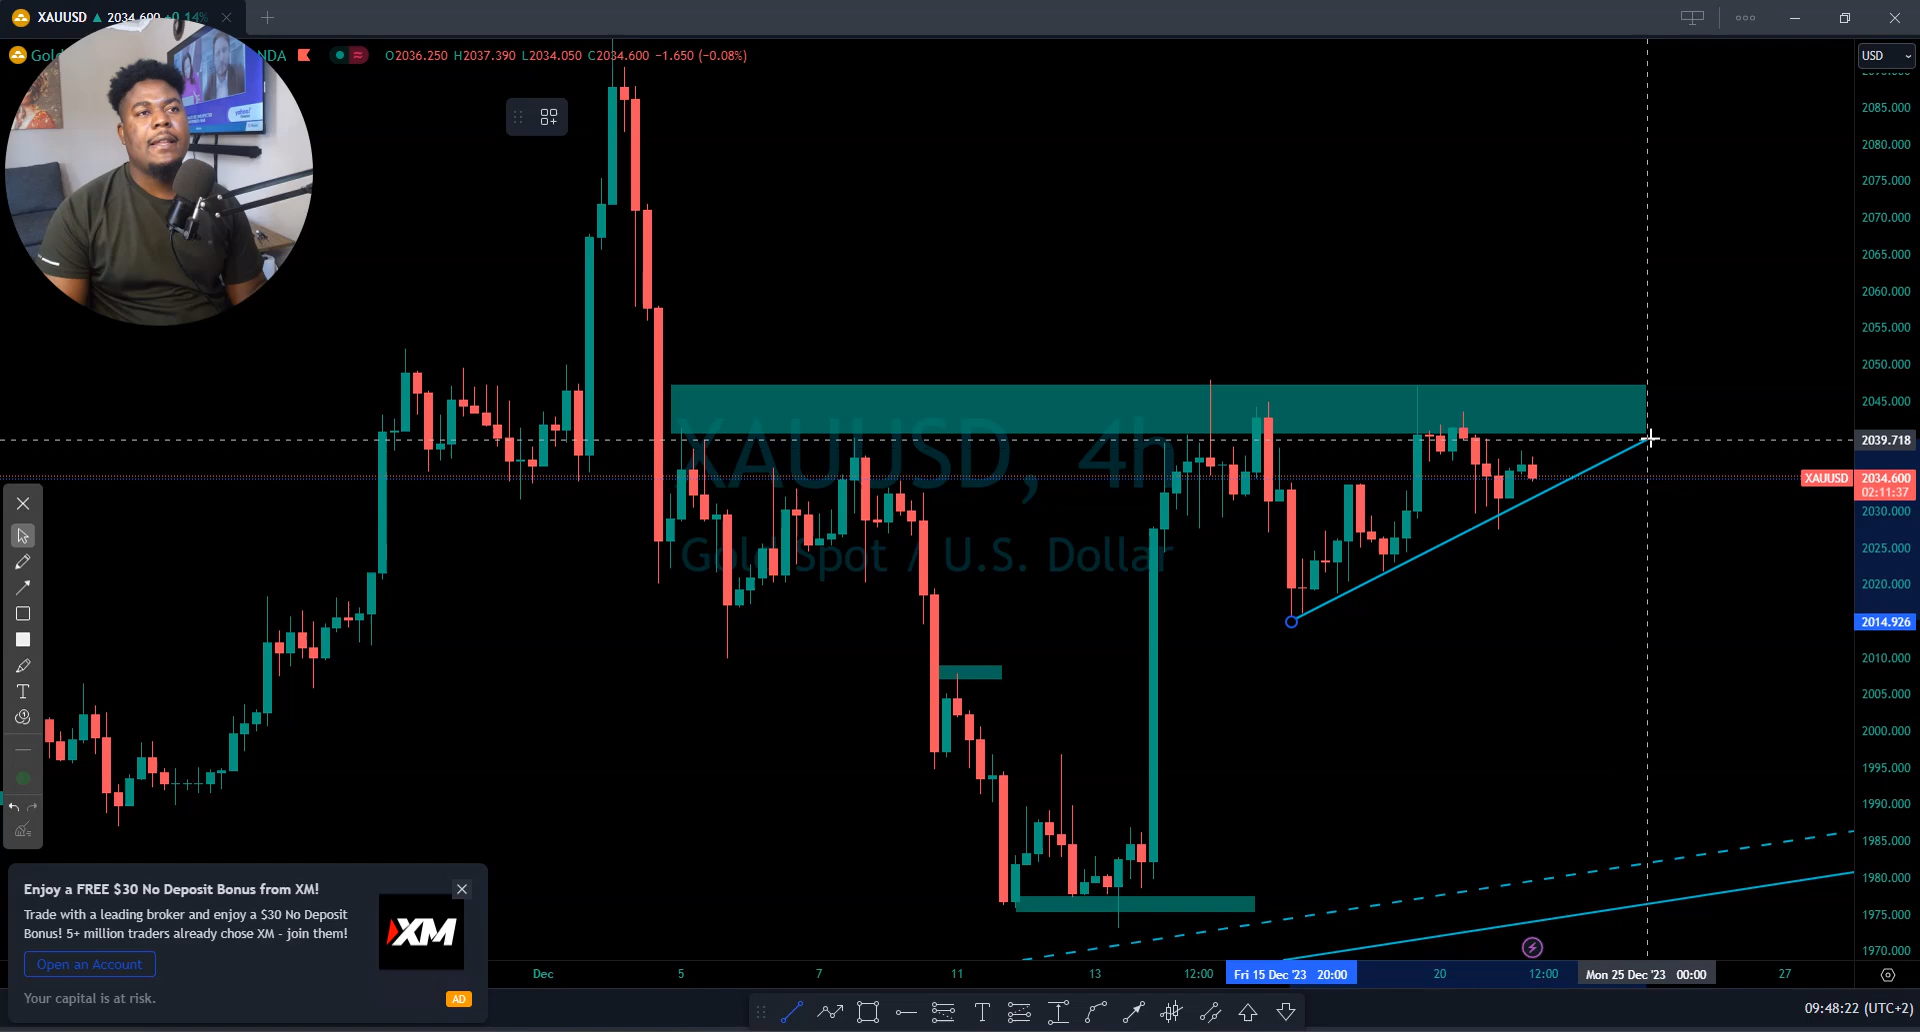 XAUUSD ▲ 2034.600 +0.14%
NDA O2036.250 H2037.390 L2034.050 C2034.600 −1.650 (−0.08%)
USD
2085.000
2080.000
2075.000
2070.000
2065.000
2060.000
2055.000
2050.000
2045.000
2039.718
XAUUSD 2034.600
02:11:37
2030.000
2025.000
2020.000
2014.926
2010.000
2005.000
2000.000
1995.000
1990.000
1985.000
1980.000
1975.000
1970.000
XAUUSD, 4h
Gold Spot / U.S. Dollar
Enjoy a FREE $30 No Deposit Bonus from XM!
Trade with a leading broker and enjoy a $30 No Deposit
Bonus! 5+ million traders already chose XM - join them!
XM
Open an Account
Your capital is at risk.
AD
Dec 5 7 11 13 12:00 Fri 15 Dec '23 20:00 20 12:00 Mon 25 Dec '23 00:00 27
09:48:22 (UTC+2)